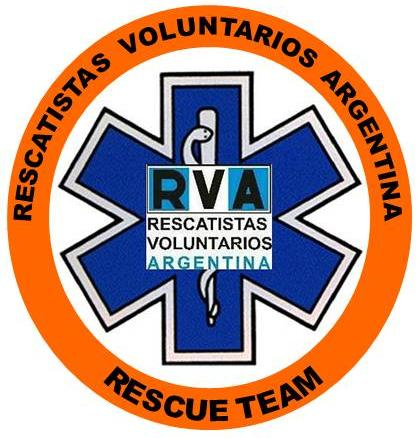 RESCATISTAS VOLUNTARIOS ARGENTINA
RVA
RESCATISTAS
VOLUNTARIOS
ARGENTINA
RESCUE TEAM